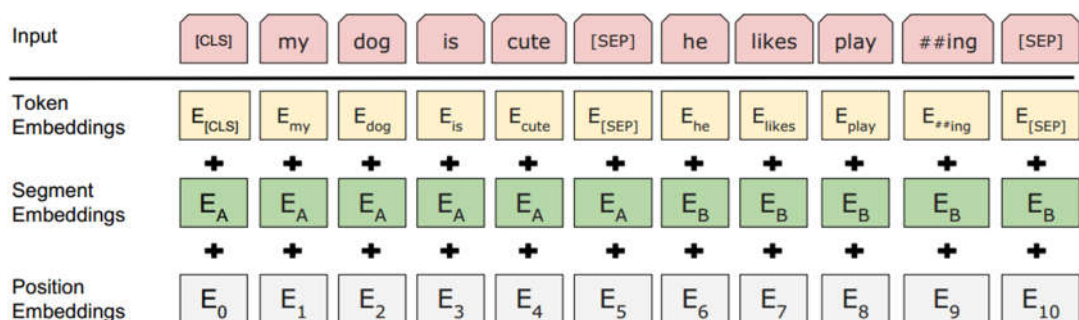 Input [CLS] my dog is cute [SEP] he likes play ##ing [SEP]
Token
Embeddings
E[CLS] Emy Edog Eis Ecute E[SEP] Ehe Elikes Eplay E##ing E[SEP]
+ + + + + + + + + + +
Segment
Embeddings
EA EA EA EA EA EA EB EB EB EB EB
+ + + + + + + + + + +
Position
Embeddings
E0 E1 E2 E3 E4 E5 E6 E7 E8 E9 E10